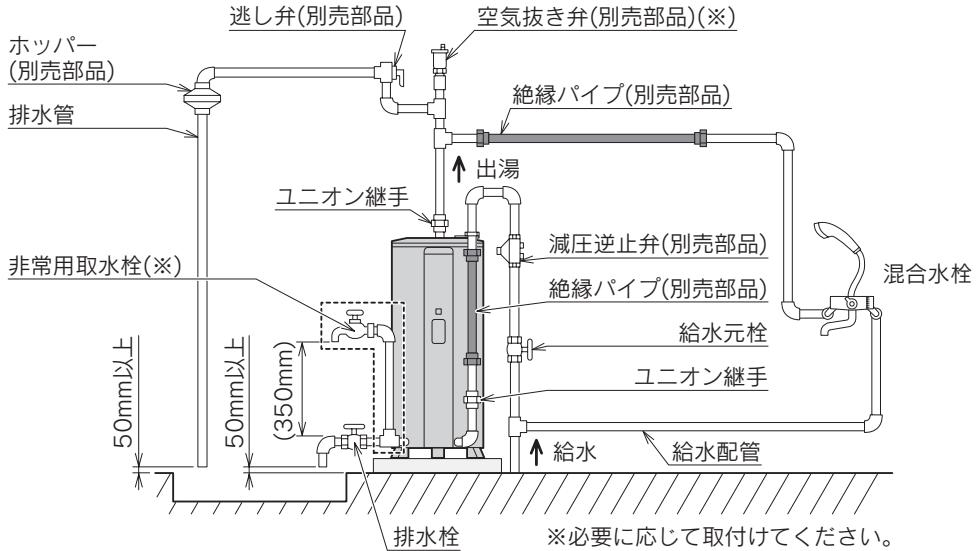 逃し弁(別売部品)
空気抜き弁(別売部品)(※)
ホッパー
(別売部品)
絶縁パイプ(別売部品)
排水管
出湯
ユニオン継手
減圧逆止弁(別売部品)
混合水栓
非常用取水栓(※)
絶縁パイプ(別売部品)
給水元栓
50mm以上
50mm以上
(350mm)
ユニオン継手
給水
給水配管
排水栓
※必要に応じて取付けてください。